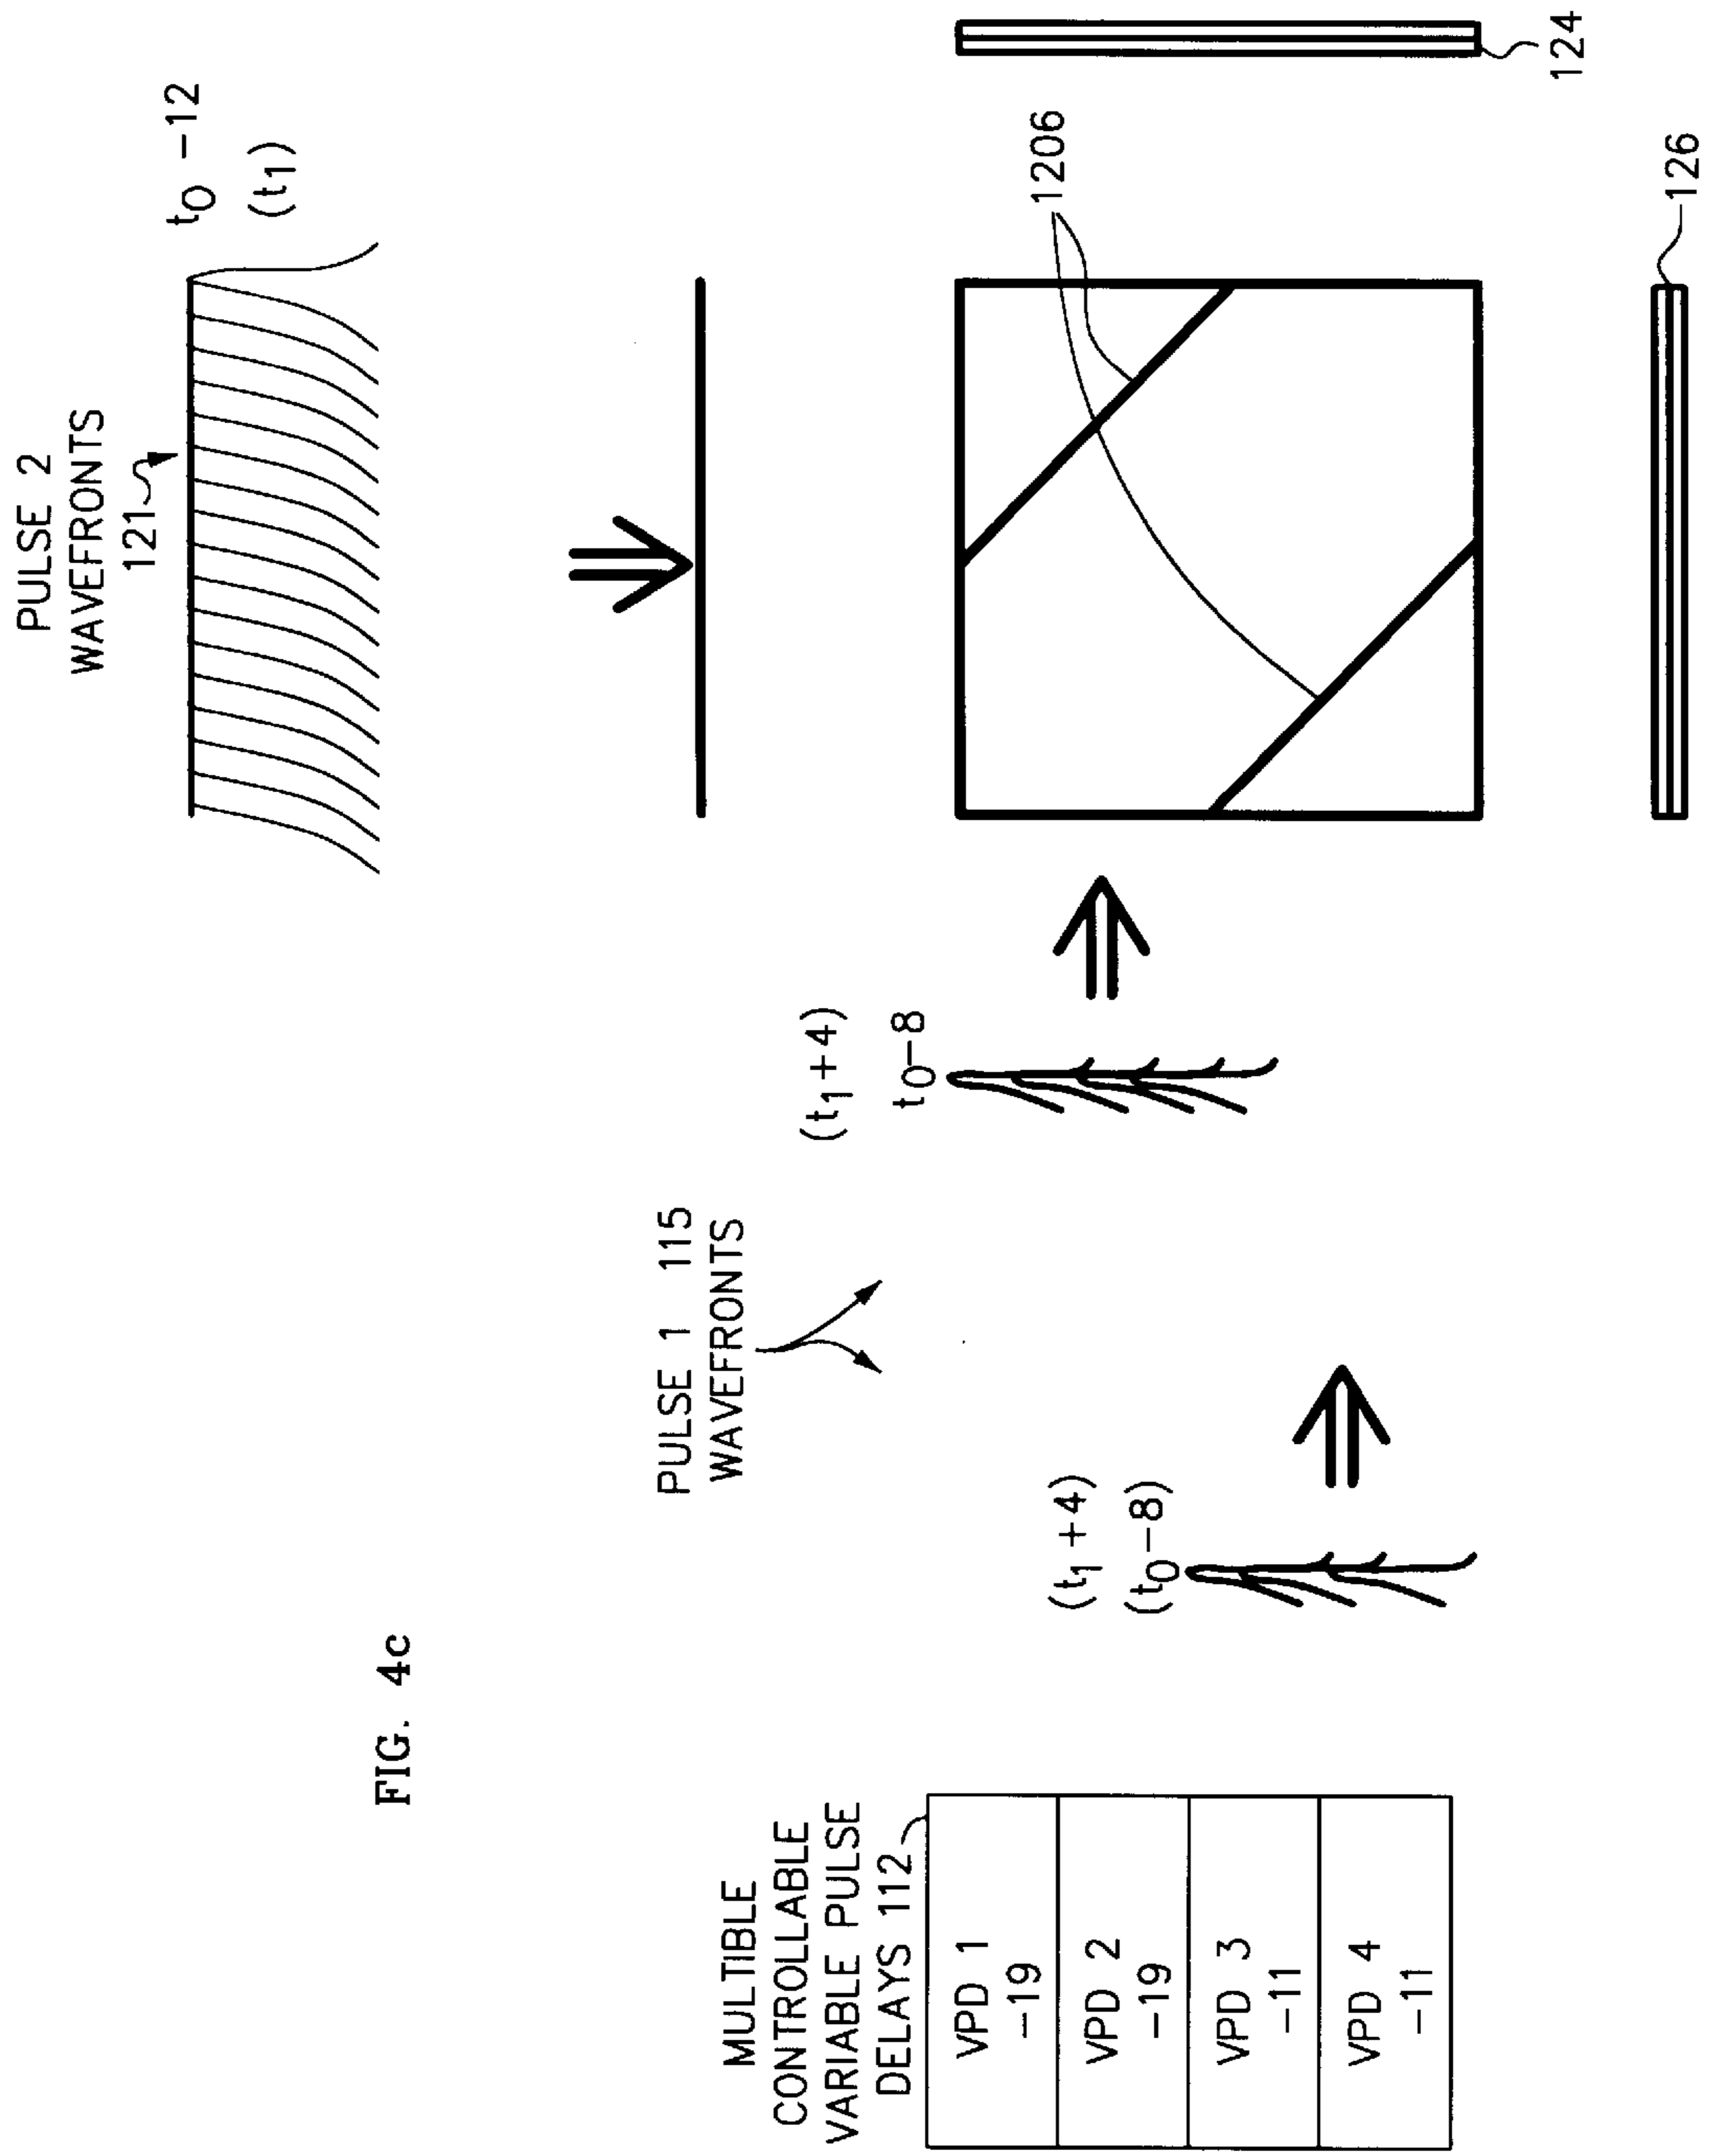 FIG. 4c
PULSE 2
WAVEFRONTS
121
t0 -12
(t1)
PULSE 1 115
WAVEFRONTS
MULTIBLE
CONTROLLABLE
VARIABLE PULSE
DELAYS 112
VPD 1
-19
VPD 2
-19
VPD 3
-11
VPD 4
-11
(t1+4)
(t0-8)
(t1+4)
t0-8
1206
124
126